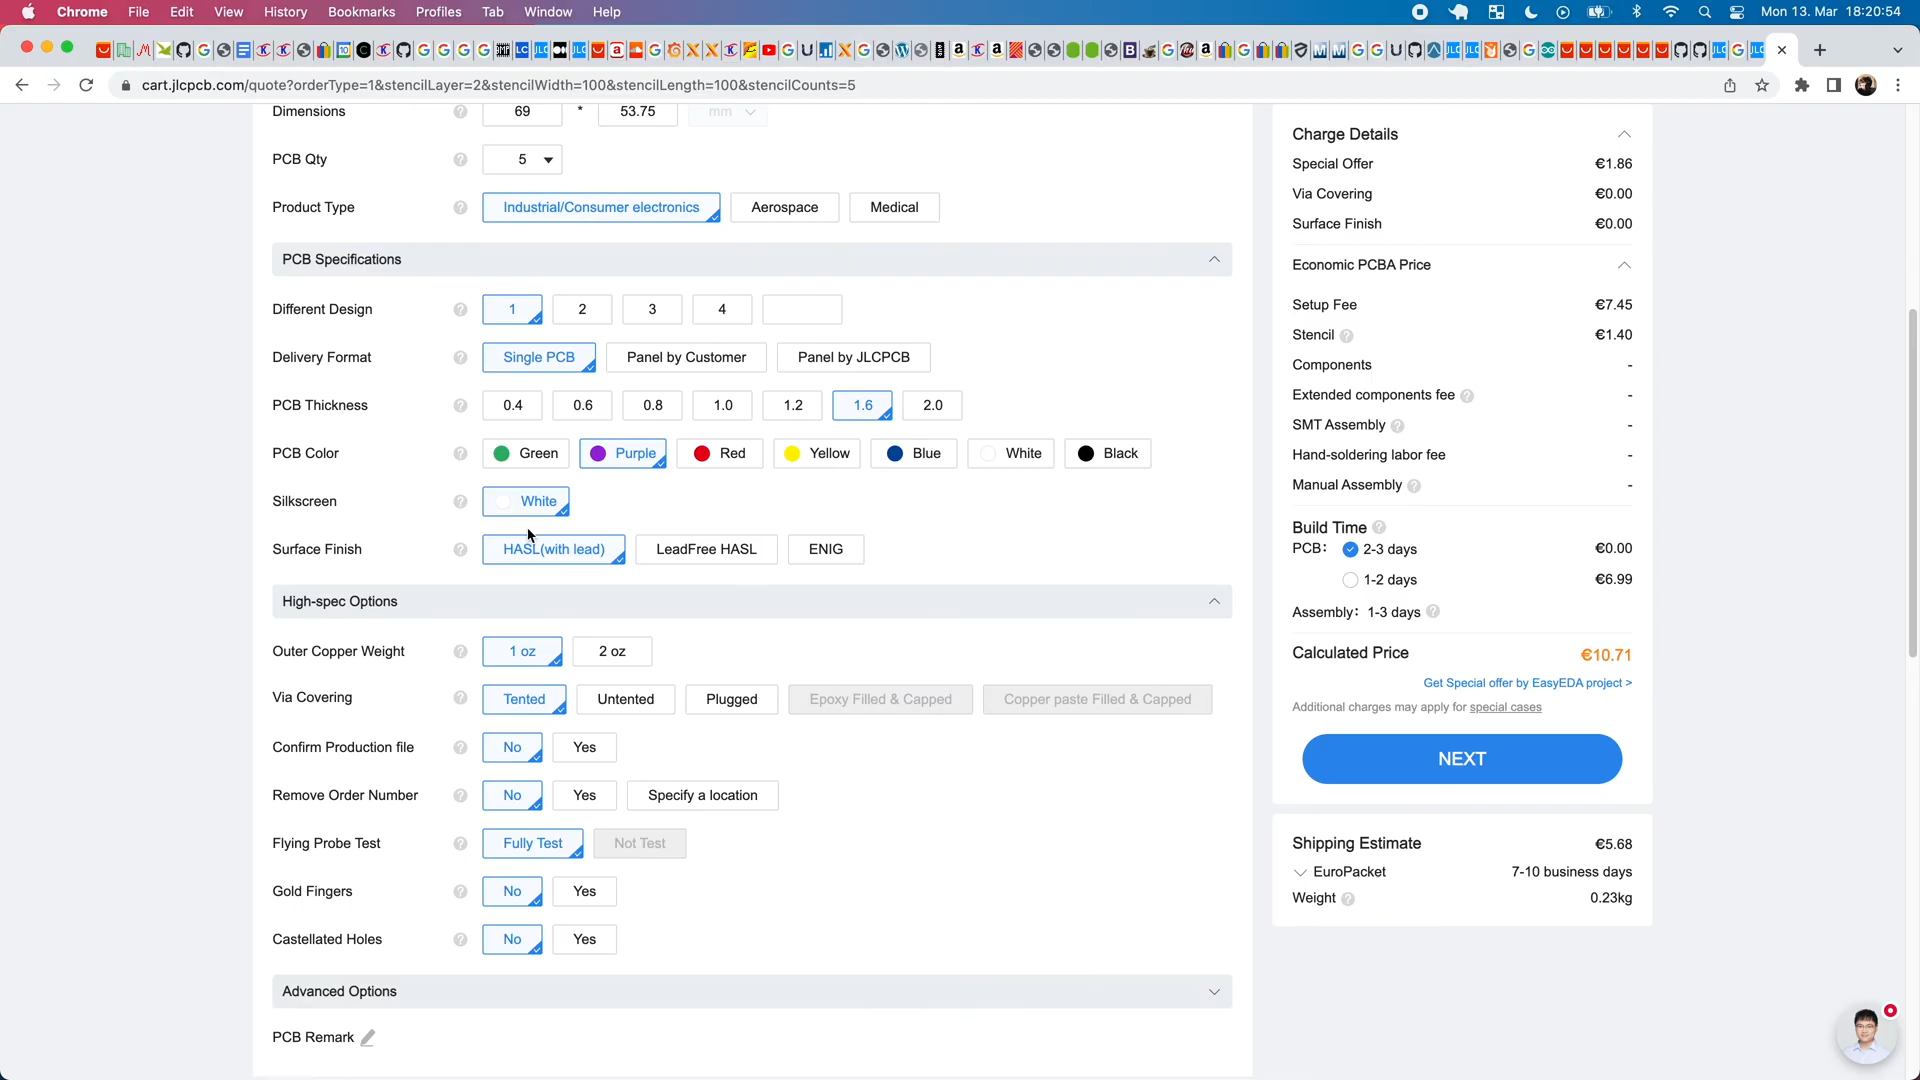 Chrome File Edit View History Bookmarks Profiles Tab Window Help Mon 13. Mar 18:20:54
cart.jlcpcb.com/quote?orderType=1&stencilLayer=2&stencilWidth=100&stencilLength=100&stencilCounts=5
Dimensions ? 69 * 53.75 mm
PCB Qty ? 5
Product Type ? Industrial/Consumer electronics Aerospace Medical
PCB Specifications
Different Design ? 1 2 3 4
Delivery Format ? Single PCB Panel by Customer Panel by JLCPCB
PCB Thickness ? 0.4 0.6 0.8 1.0 1.2 1.6 2.0
PCB Color ? Green Purple Red Yellow Blue White Black
Silkscreen ? White
Surface Finish ? HASL(with lead) LeadFree HASL ENIG
High-spec Options
Outer Copper Weight ? 1 oz 2 oz
Via Covering ? Tented Untented Plugged Epoxy Filled & Capped Copper paste Filled & Capped
Confirm Production file ? No Yes
Remove Order Number ? No Yes Specify a location
Flying Probe Test ? Fully Test Not Test
Gold Fingers ? No Yes
Castellated Holes ? No Yes
Advanced Options
PCB Remark
Charge Details
Special Offer €1.86
Via Covering €0.00
Surface Finish €0.00
Economic PCBA Price
Setup Fee €7.45
Stencil ? €1.40
Components -
Extended components fee ? -
SMT Assembly ? -
Hand-soldering labor fee -
Manual Assembly ? -
Build Time ?
PCB: 2-3 days €0.00
1-2 days €6.99
Assembly: 1-3 days ?
Calculated Price €10.71
Get Special offer by EasyEDA project >
Additional charges may apply for special cases
NEXT
Shipping Estimate €5.68
EuroPacket 7-10 business days
Weight ? 0.23kg